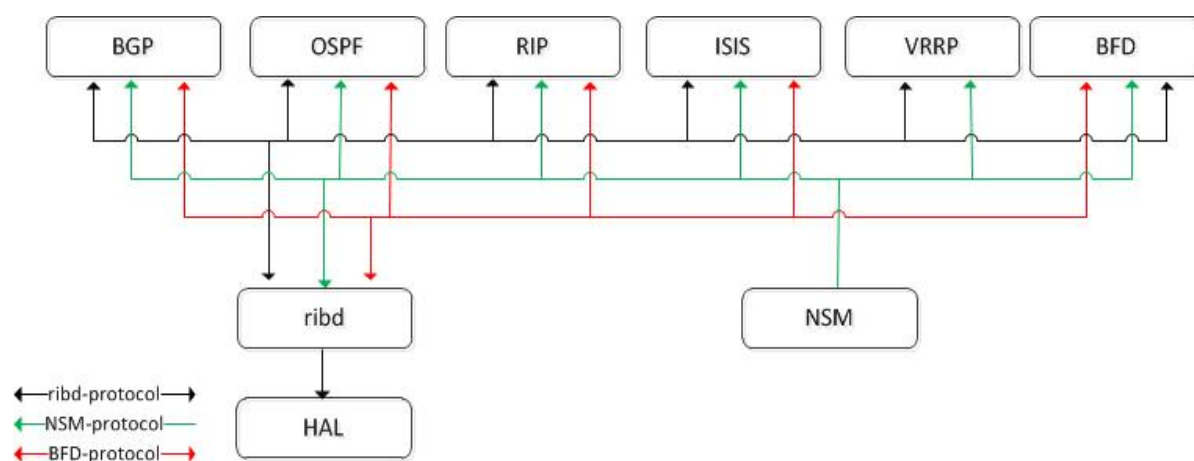 BGP
OSPF
RIP
ISIS
VRRP
BFD
ribd
NSM
HAL
ribd-protocol
NSM-protocol
BFD-protocol